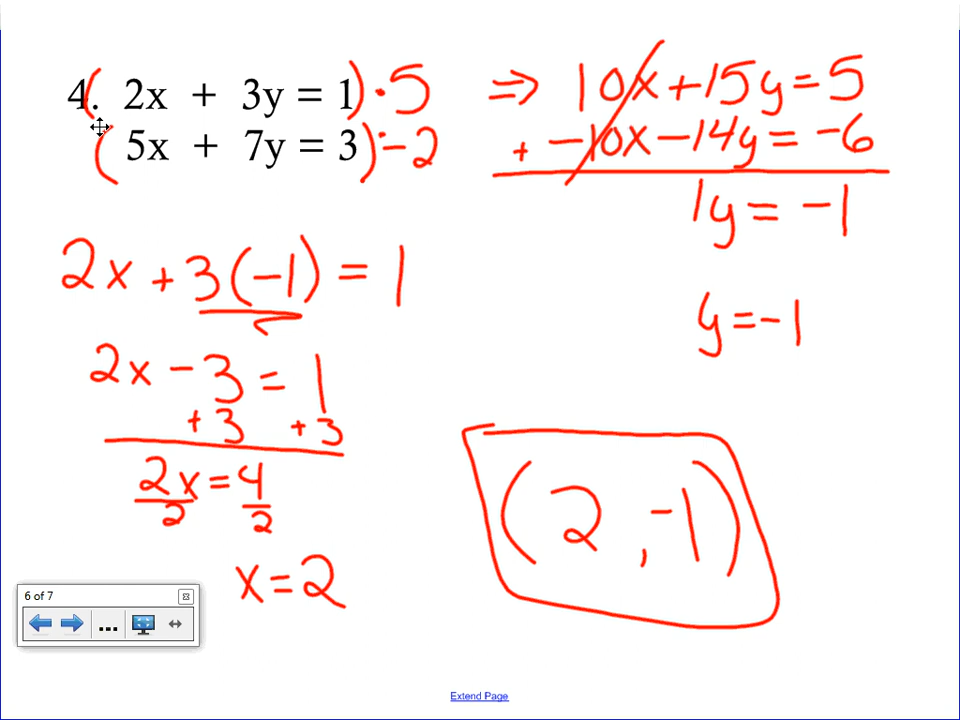 4. ( 2x + 3y = 1) · 5
( 5x + 7y = 3) · -2
⇒ 10x + 15y = 5
+ -10x - 14y = -6
1y = -1
y = -1
2x + 3(-1) = 1
2x - 3 = 1
+3 +3
2x = 4
2 2
x = 2
(2, -1)
6 of 7
...
Extend Page